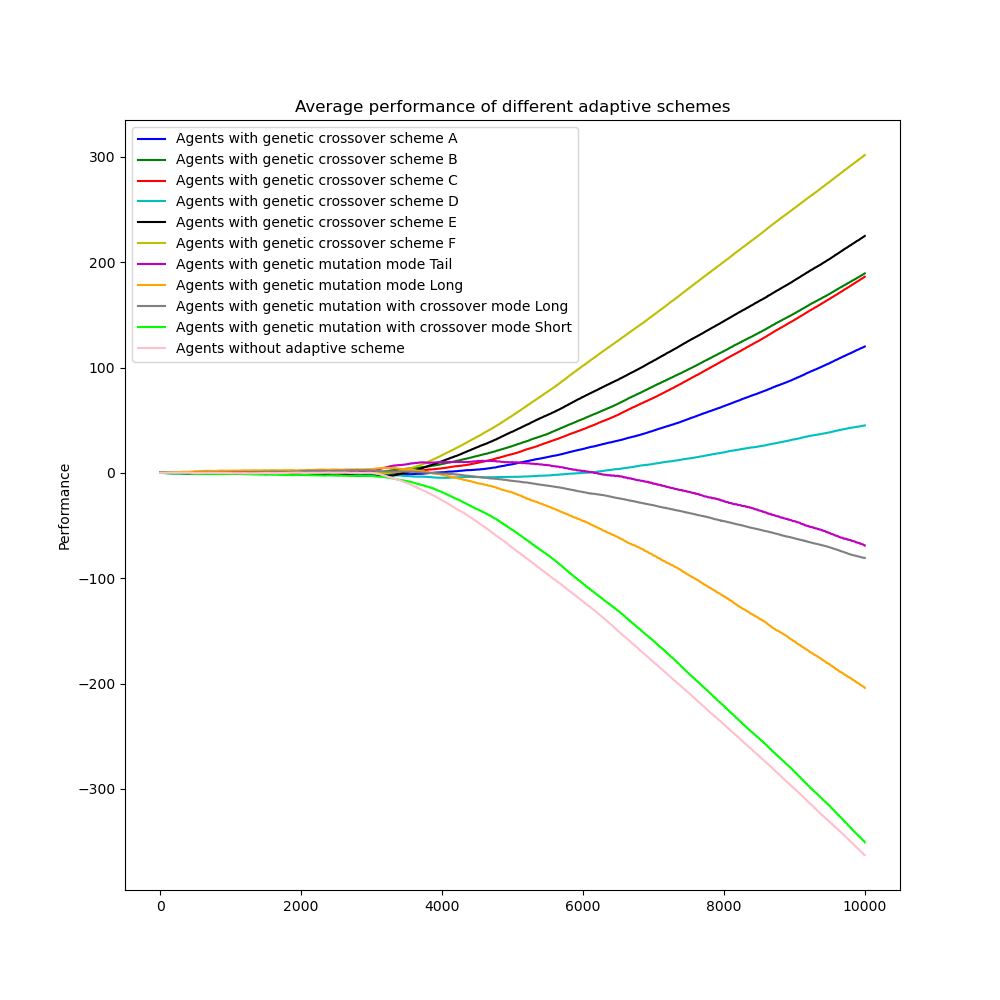 Average performance of different adaptive schemes
Agents with genetic crossover scheme A
Agents with genetic crossover scheme B
Agents with genetic crossover scheme C
Agents with genetic crossover scheme D
Agents with genetic crossover scheme E
Agents with genetic crossover scheme F
Agents with genetic mutation mode Tail
Agents with genetic mutation mode Long
Agents with genetic mutation with crossover mode Long
Agents with genetic mutation with crossover mode Short
Agents without adaptive scheme
Performance
300
200
100
0
−100
−200
−300
0 2000 4000 6000 8000 10000